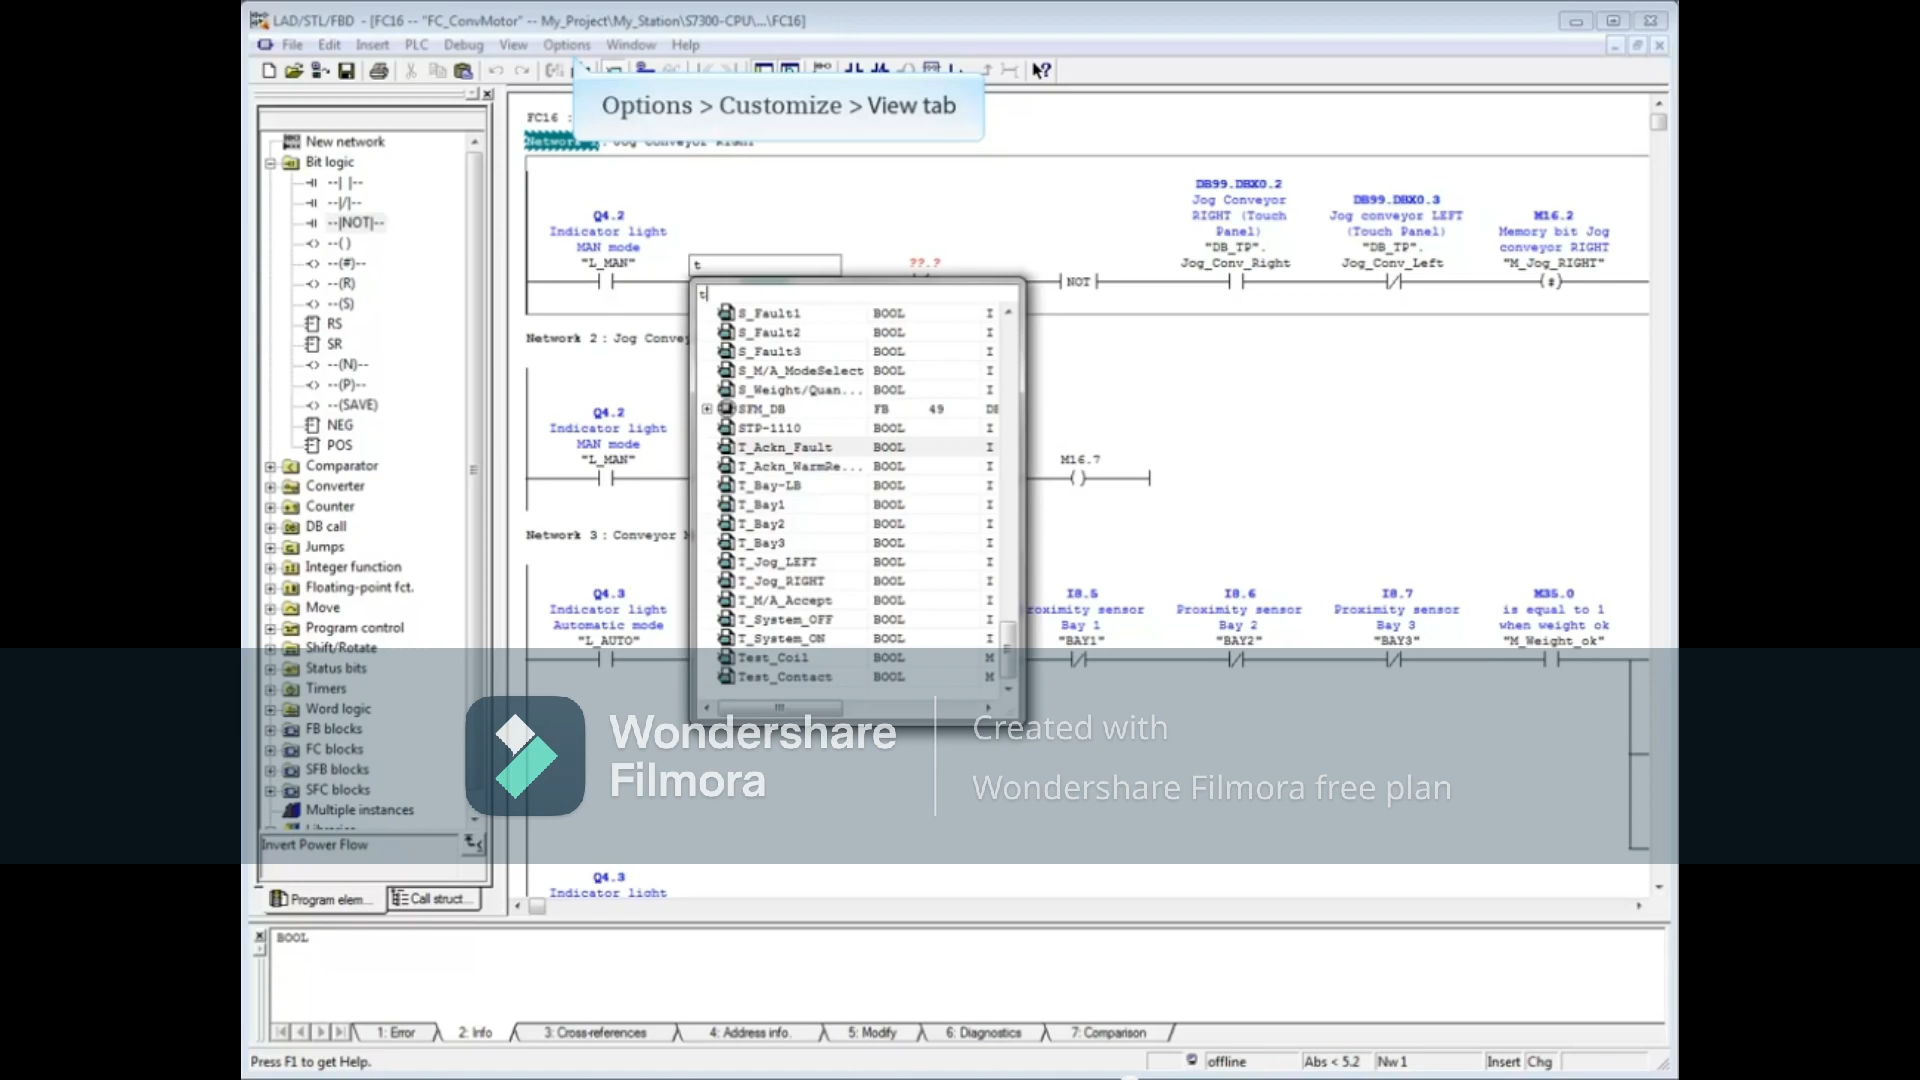 LAD/STL/FBD - [FC16 -- "FC_ConvMotor" -- My_Project\My_Station\S7300-CPU\...\FC16]
File Edit Insert PLC Debug View Options Window Help
Options > Customize > View tab
New network
Bit logic
--| |--
--|/|--
--|NOT|--
--( )
--(#)--
--(R)
--(S)
RS
SR
--(N)--
--(P)--
--(SAVE)
NEG
POS
Comparator
Converter
Counter
DB call
Jumps
Integer function
Floating-point fct.
Move
Program control
Shift/Rotate
Status bits
Timers
Word logic
FB blocks
FC blocks
SFB blocks
SFC blocks
Multiple instances
Libraries
Invert Power Flow
Program elem...
Call struct...
FC16 :
Network 1: Jog Conveyor RIGHT
Q4.2
Indicator light
MAN mode
"L_MAN"
t
??.?
NOT
DB99.DBX0.2
Jog Conveyor
RIGHT (Touch
Panel)
"DB_TP".
Jog_Conv_Right
DB99.DBX0.3
Jog conveyor LEFT
(Touch Panel)
"DB_TP".
Jog_Conv_Left
M16.2
Memory bit Jog
conveyor RIGHT
"M_Jog_RIGHT"
(#)
t
S_Fault1 BOOL I
S_Fault2 BOOL I
S_Fault3 BOOL I
S_M/A_ModeSelect BOOL I
S_Weight/Quan... BOOL I
SFM_DB FB 49 DB
STP-1110 BOOL I
T_Ackn_Fault BOOL I
T_Ackn_WarmRe... BOOL I
T_Bay-LB BOOL I
T_Bay1 BOOL I
T_Bay2 BOOL I
T_Bay3 BOOL I
T_Jog_LEFT BOOL I
T_Jog_RIGHT BOOL I
T_M/A_Accept BOOL I
T_System_OFF BOOL I
T_System_ON BOOL I
Test_Coil BOOL M
Test_Contact BOOL M
Network 2 : Jog Convey
Q4.2
Indicator light
MAN mode
"L_MAN"
M16.7
Network 3 : Conveyor
Q4.3
Indicator light
Automatic mode
"L_AUTO"
I8.5
roximity sensor
Bay 1
"BAY1"
I8.6
Proximity sensor
Bay 2
"BAY2"
I8.7
Proximity sensor
Bay 3
"BAY3"
M35.0
is equal to 1
when weight ok
"M_Weight_ok"
Q4.3
Indicator light
Wondershare
Filmora
Created with
Wondershare Filmora free plan
BOOL
1: Error 2: Info 3: Cross-references 4: Address info. 5: Modify 6: Diagnostics 7: Comparison
Press F1 to get Help.
offline Abs < 5.2 Nw 1 Insert Chg